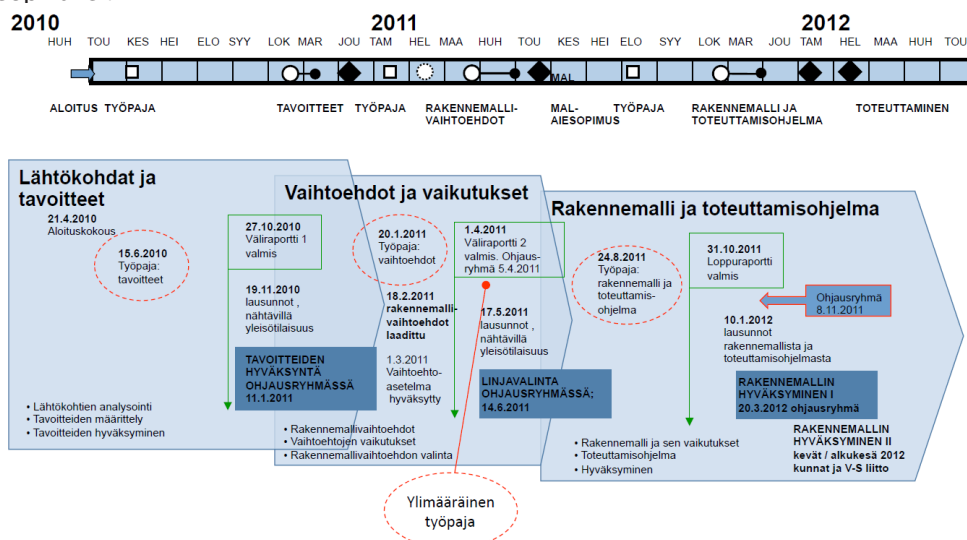 2010
2011
2012
HUH TOU KES HEI ELO SYY LOK MAR JOU TAM HEL MAA HUH TOU KES HEI ELO SYY LOK MAR JOU TAM HEL MAA HUH TOU
MAL
ALOITUS TYÖPAJA
TAVOITTEET
TYÖPAJA
RAKENNEMALLI-
VAIHTOEHDOT
MAL-
AIESOPIMUS
TYÖPAJA
RAKENNEMALLI JA
TOTEUTTAMISOHJELMA
TOTEUTTAMINEN
Lähtökohdat ja
tavoitteet
21.4.2010
Aloituskokous
15.6.2010
Työpaja:
tavoitteet
27.10.2010
Väliraportti 1
valmis
19.11.2010
lausunnot ,
nähtävillä
yleisötilaisuus
TAVOITTEIDEN
HYVÄKSYNTÄ
OHJAUSRYHMÄSSÄ
11.1.2011
• Lähtökohtien analysointi
• Tavoitteiden määrittely
• Tavoitteiden hyväksyminen
Vaihtoehdot ja vaikutukset
20.1.2011
Työpaja:
vaihtoehdot
18.2.2011
rakennemalli-
vaihtoehdot
laadittu
1.3.2011
Vaihtoehto-
asetelma
hyväksytty
1.4.2011
Väliraportti 2
valmis. Ohjaus-
ryhmä 5.4.2011
17.5.2011
lausunnot ,
nähtävillä
yleisötilaisuus
LINJAVALINTA
OHJAUSRYHMÄSSÄ;
14.6.2011
• Rakennemallivaihtoehdot
• Vaihtoehtojen vaikutukset
• Rakennemallivaihtoehdon valinta
Ylimääräinen
työpaja
Rakennemalli ja toteuttamisohjelma
24.8.2011
Työpaja:
rakennemalli ja
toteuttamis-
ohjelma
31.10.2011
Loppuraportti
valmis
Ohjausryhmä
8.11.2011
10.1.2012
lausunnot
rakennemallista ja
toteuttamisohjelmasta
RAKENNEMALLIN
HYVÄKSYMINEN I
20.3.2012 ohjausryhmä
RAKENNEMALLIN
HYVÄKSYMINEN II
kevät / alkukesä 2012
kunnat ja V-S liitto
• Rakennemalli ja sen vaikutukset
• Toteuttamisohjelma
• Hyväksyminen